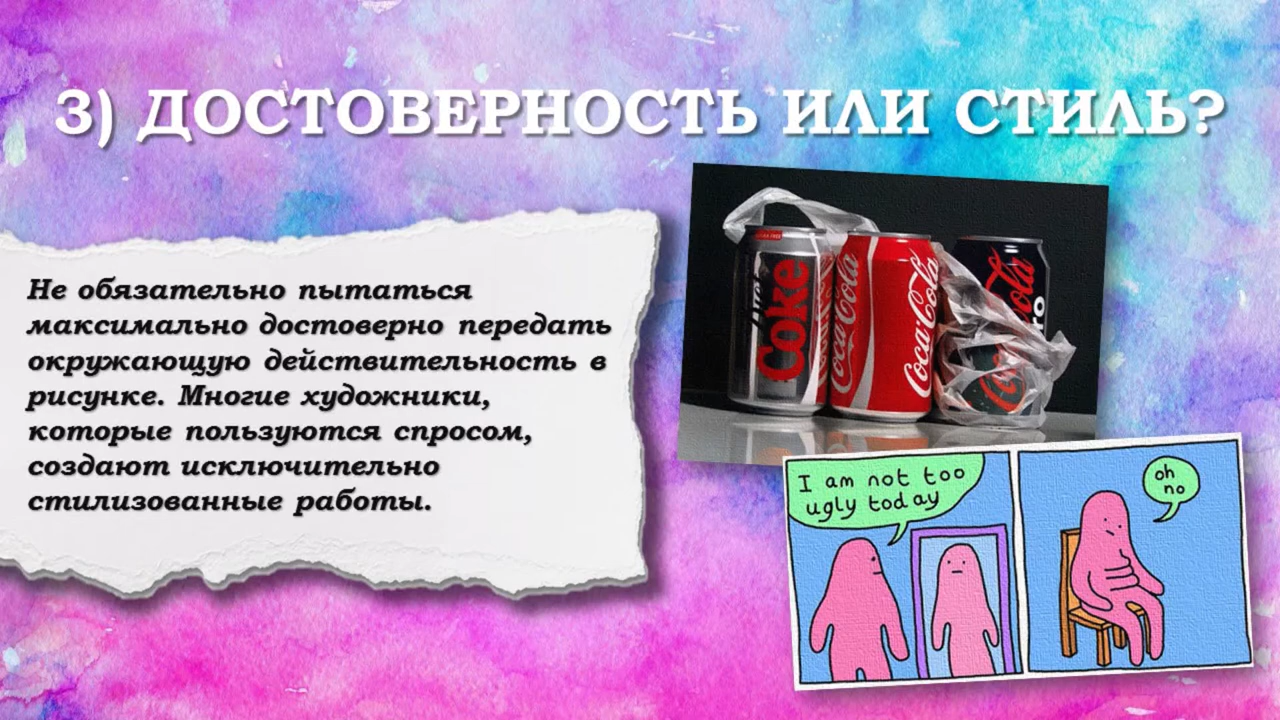 3) ДОСТОВЕРНОСТЬ ИЛИ СТИЛЬ?
Не обязательно пытаться
максимально достоверно передать
окружающую действительность в
рисунке. Многие художники,
которые пользуются спросом,
создают исключительно
стилизованные работы.
Coke
Coca-Cola
Coca-Cola
I am not too
ugly today
oh
no